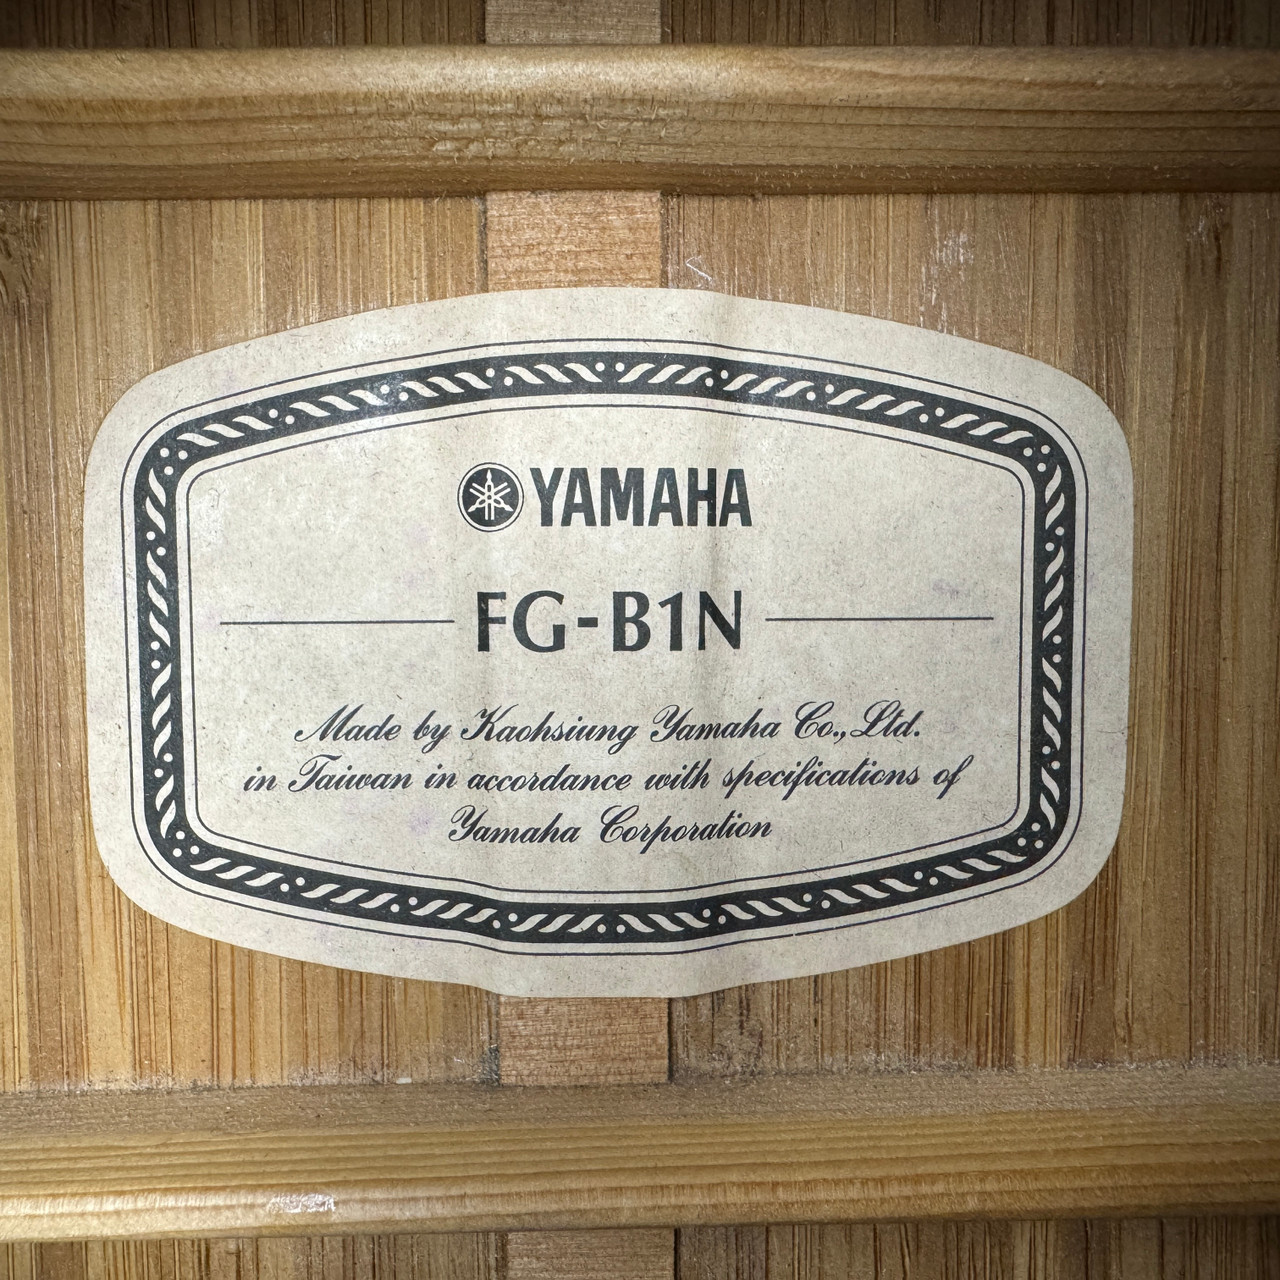 YAMAHA
FG-B1N
Made by Kaohsiung Yamaha Co., Ltd.
in Taiwan in accordance with specifications of
Yamaha Corporation